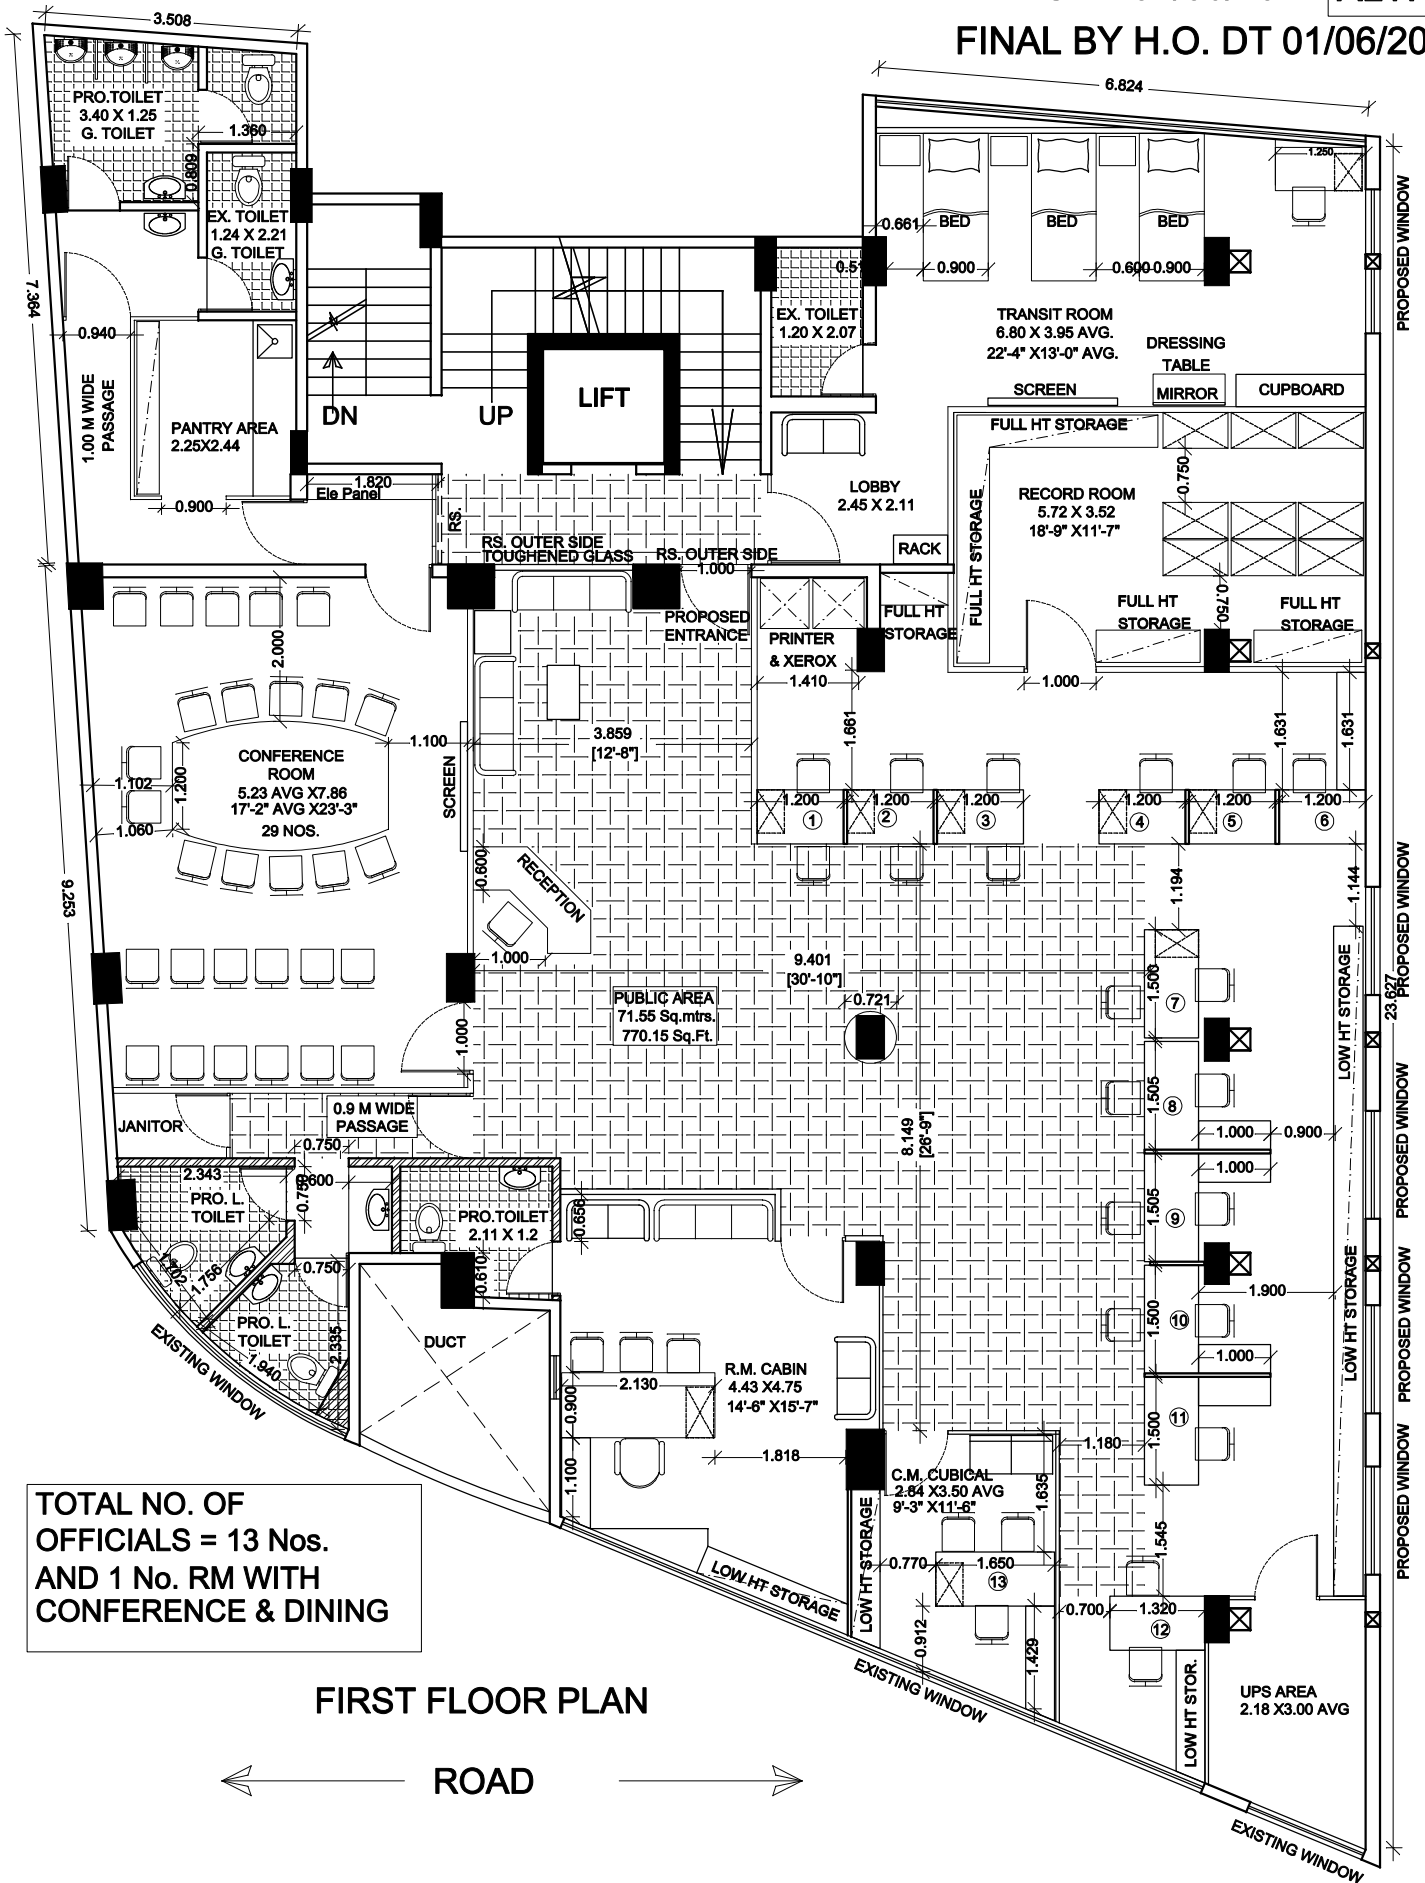 FINAL BY H.O. DT 01/06/20
3.508
6.824
PRO.TOILET
3.40 X 1.25
G. TOILET
1.360
0.809
EX. TOILET
1.24 X 2.21
G. TOILET
7.364
0.940
1.00 M WIDE
PASSAGE
PANTRY AREA
2.25X2.44
0.900
DN
UP
LIFT
1.820
Ele Panel
RS.
RS. OUTER SIDE
TOUGHENED GLASS
RS. OUTER SIDE
1.000
PROPOSED
ENTRANCE
EX. TOILET
1.20 X 2.07
0.661
BED
BED
BED
1.250
0.900
0.600
0.900
TRANSIT ROOM
6.80 X 3.95 AVG.
22'-4" X13'-0" AVG.
DRESSING
TABLE
MIRROR
SCREEN
CUPBOARD
PROPOSED WINDOW
LOBBY
2.45 X 2.11
RACK
FULL HT STORAGE
FULL HT STORAGE
RECORD ROOM
5.72 X 3.52
18'-9" X11'-7"
0.750
0.750
FULL HT
STORAGE
FULL HT
STORAGE
FULL HT
STORAGE
PRINTER
& XEROX
1.410
1.661
1.000
1.631
1.631
2.000
CONFERENCE
ROOM
5.23 AVG X7.86
17'-2" AVG X23'-3"
29 NOS.
1.100
1.102
1.200
1.060
SCREEN
3.859
[12'-8"]
9.253
0.600
RECEPTION
1.000
1.200
1.200
1.200
1.200
1.200
1.200
1
2
3
4
5
6
1.194
1.144
PROPOSED WINDOW
23.627
9.401
[30'-10"]
0.721
PUBLIC AREA
71.55 Sq.mtrs.
770.15 Sq.Ft.
1.000
8.149
[26'-9"]
1.500
7
1.505
8
1.000
0.900
1.000
1.505
9
1.500
10
1.900
1.000
1.500
11
LOW HT STORAGE
LOW HT STORAGE
PROPOSED WINDOW
PROPOSED WINDOW
PROPOSED WINDOW
JANITOR
0.9 M WIDE
PASSAGE
0.750
2.343
PRO. L.
TOILET
1.756
0.750
PRO. L.
TOILET
1.940
2.335
EXISTING WINDOW
PRO.TOILET
2.11 X 1.2
0.610
0.656
DUCT
R.M. CABIN
4.43 X4.75
14'-6" X15'-7"
2.130
0.900
1.100
1.818
LOW HT STORAGE
C.M. CUBICAL
2.84 X3.50 AVG
9'-3" X11'-6"
1.635
1.180
LOW HT STORAGE
0.770
1.650
13
0.912
1.429
0.700
1.545
1.320
12
LOW HT STOR.
UPS AREA
2.18 X3.00 AVG
EXISTING WINDOW
EXISTING WINDOW
TOTAL NO. OF
OFFICIALS = 13 Nos.
AND 1 No. RM WITH
CONFERENCE & DINING
FIRST FLOOR PLAN
ROAD